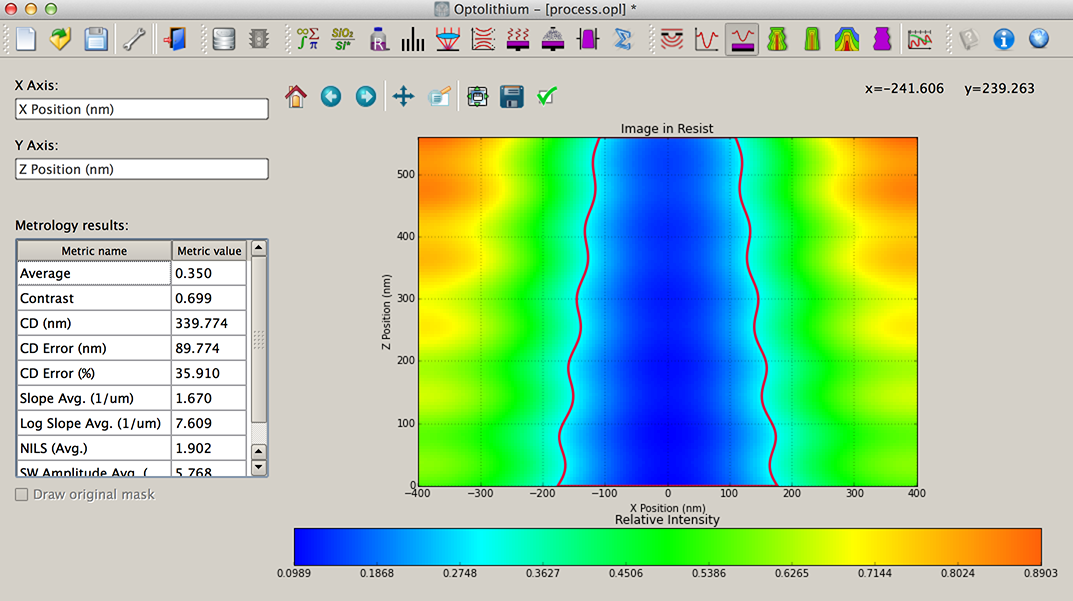 Optolithium – [process.opl] *
∞∫Σ
π
SiO₂
Si*
R
X Axis:
X Position (nm)
x=−241.606 y=239.263
Y Axis:
Z Position (nm)
Metrology results:
Metric name Metric value
Average 0.350
Contrast 0.699
CD (nm) 339.774
CD Error (nm) 89.774
CD Error (%) 35.910
Slope Avg. (1/um) 1.670
Log Slope Avg. (1/um) 7.609
NILS (Avg.) 1.902
SW Amplitude Avg. ( 5.768
Draw original mask
Image in Resist
Z Position (nm)
500
400
300
200
100
0
−400 −300 −200 −100 0 100 200 300 400
X Position (nm)
Relative Intensity
0.0989 0.1868 0.2748 0.3627 0.4506 0.5386 0.6265 0.7144 0.8024 0.8903